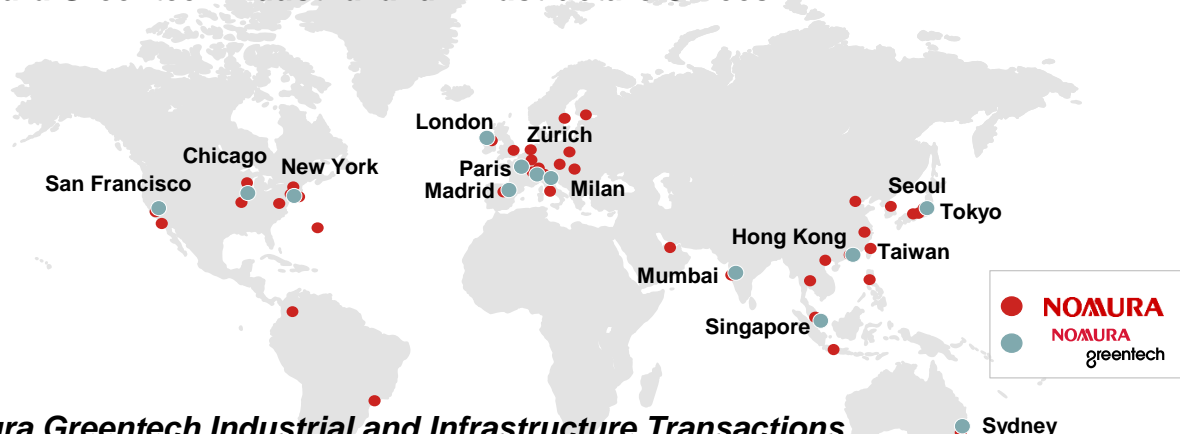 London
Zürich
Chicago
New York
Paris
San Francisco
Madrid
Milan
Seoul
Tokyo
Hong Kong
Taiwan
Mumbai
NOMURA
Singapore
NOMURA
greentech
Greentech Industrial and Infrastructure Transactions
Sydney